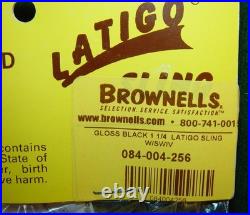 LATIGO
D
SLING
BROWNELLS
SELECTION. SERVICE. SATISFACTION
www.brownells.com • 800-741-001
GLOSS BLACK 1 1/4 LATIGO SLING
W/SWIV
084-004-256
contains
State of
er, birth
ve harm.
084004256